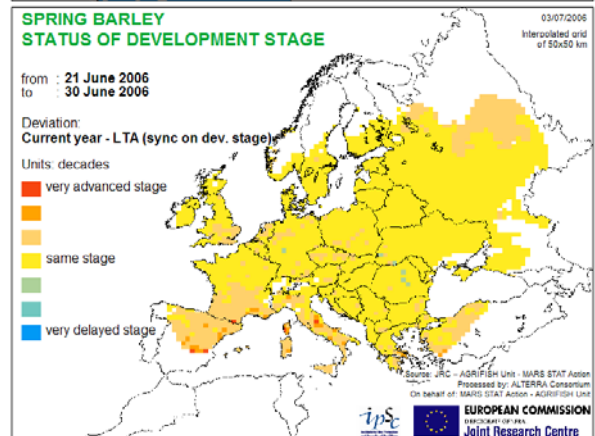 SPRING BARLEY
STATUS OF DEVELOPMENT STAGE
03/07/2006
Interpolated grid
of 50x50 km
from : 21 June 2006
to : 30 June 2006
Deviation:
Current year - LTA (sync on dev. stage)
Units: decades
very advanced stage
same stage
very delayed stage
Source: JRC - AGRIFISH Unit - MARS STAT Action
Processed by: ALTERRA Consortium
On behalf of: MARS STAT Action - AGRIFISH Unit
ipsc
EUROPEAN COMMISSION
Joint Research Centre